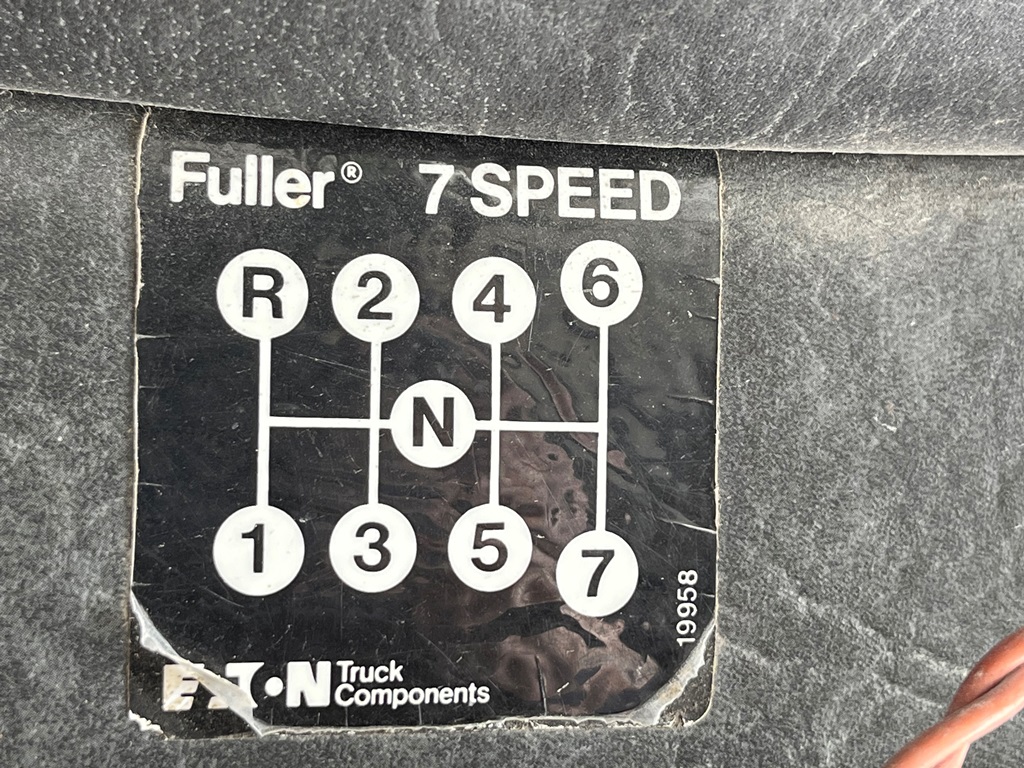 Fuller® 7 SPEED
R 2 4 6
N
1 3 5 7
19958
EATON Truck
Components